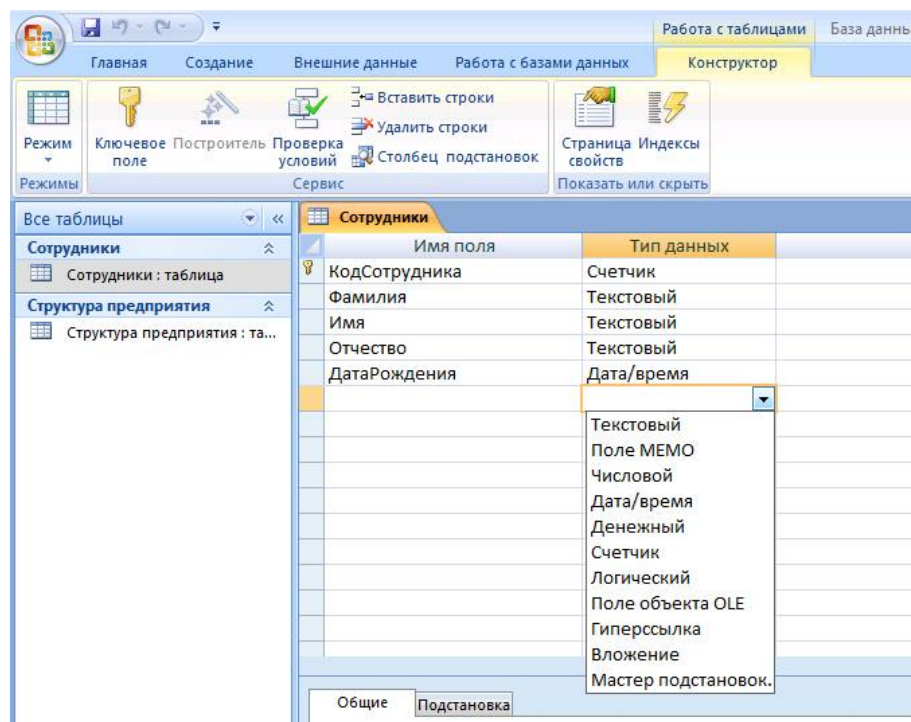 Работа с таблицами База данны
Главная Создание Внешние данные Работа с базами данных Конструктор
Режим
Ключевое поле
Построитель
Проверка условий
Вставить строки
Удалить строки
Столбец подстановок
Страница свойств
Индексы
Режимы Сервис Показать или скрыть
Все таблицы
Сотрудники
Сотрудники : таблица
Структура предприятия
Структура предприятия : та...
Сотрудники
Имя поля Тип данных
КодСотрудника Счетчик
Фамилия Текстовый
Имя Текстовый
Отчество Текстовый
ДатаРождения Дата/время
Текстовый
Поле МЕМО
Числовой
Дата/время
Денежный
Счетчик
Логический
Поле объекта OLE
Гиперссылка
Вложение
Мастер подстановок.
Общие Подстановка